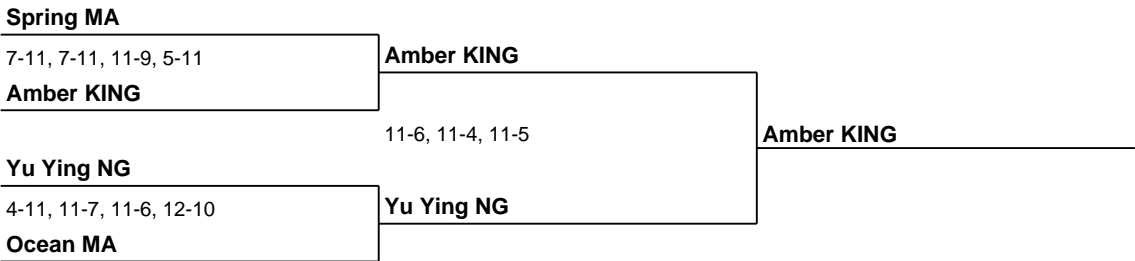 Spring MA
7-11, 7-11, 11-9, 5-11
Amber KING
Amber KING
11-6, 11-4, 11-5
Amber KING
Yu Ying NG
4-11, 11-7, 11-6, 12-10
Yu Ying NG
Ocean MA